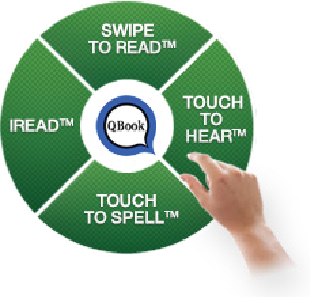 SWIPE
TO READ™
IREAD™
QBook
TOUCH
TO
HEAR™
TOUCH
TO SPELL™